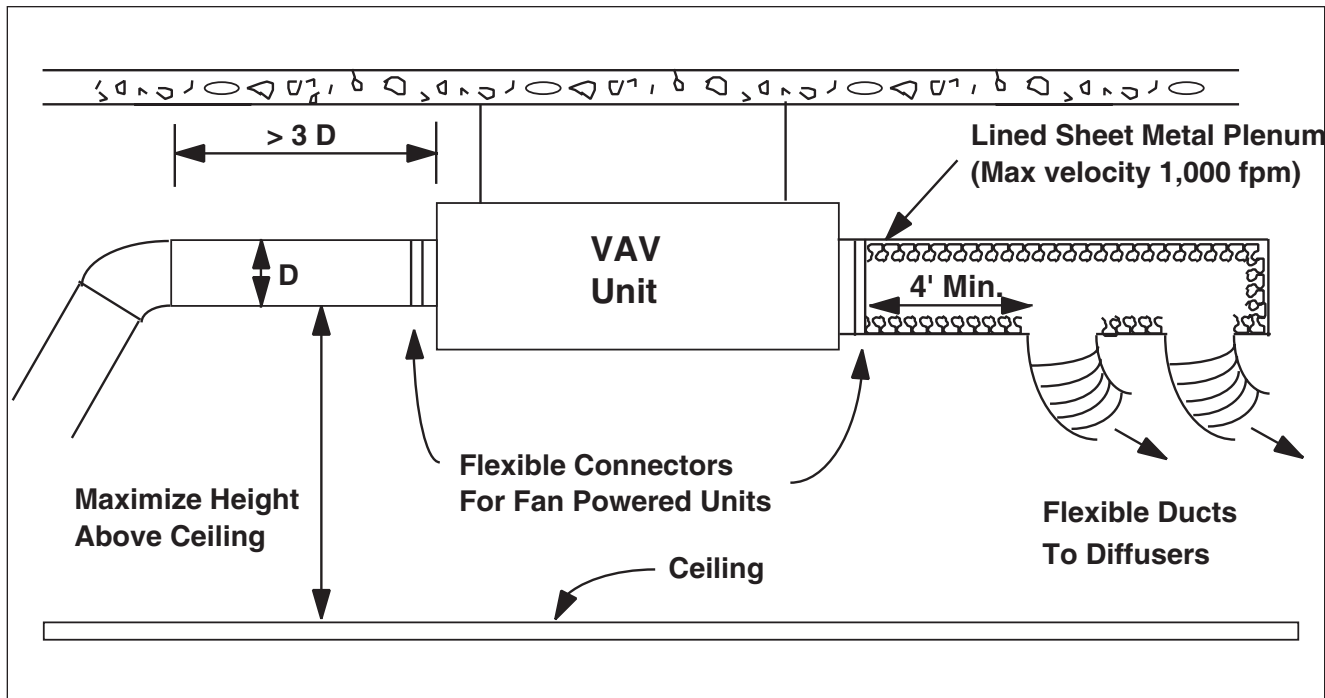 > 3 D
Lined Sheet Metal Plenum
(Max velocity 1,000 fpm)
VAV
Unit
D
4' Min.
Maximize Height
Above Ceiling
Flexible Connectors
For Fan Powered Units
Flexible Ducts
To Diffusers
Ceiling